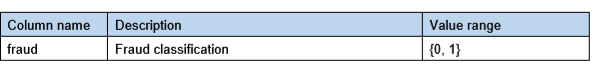 Column name Description Value range
fraud Fraud classification {0, 1}